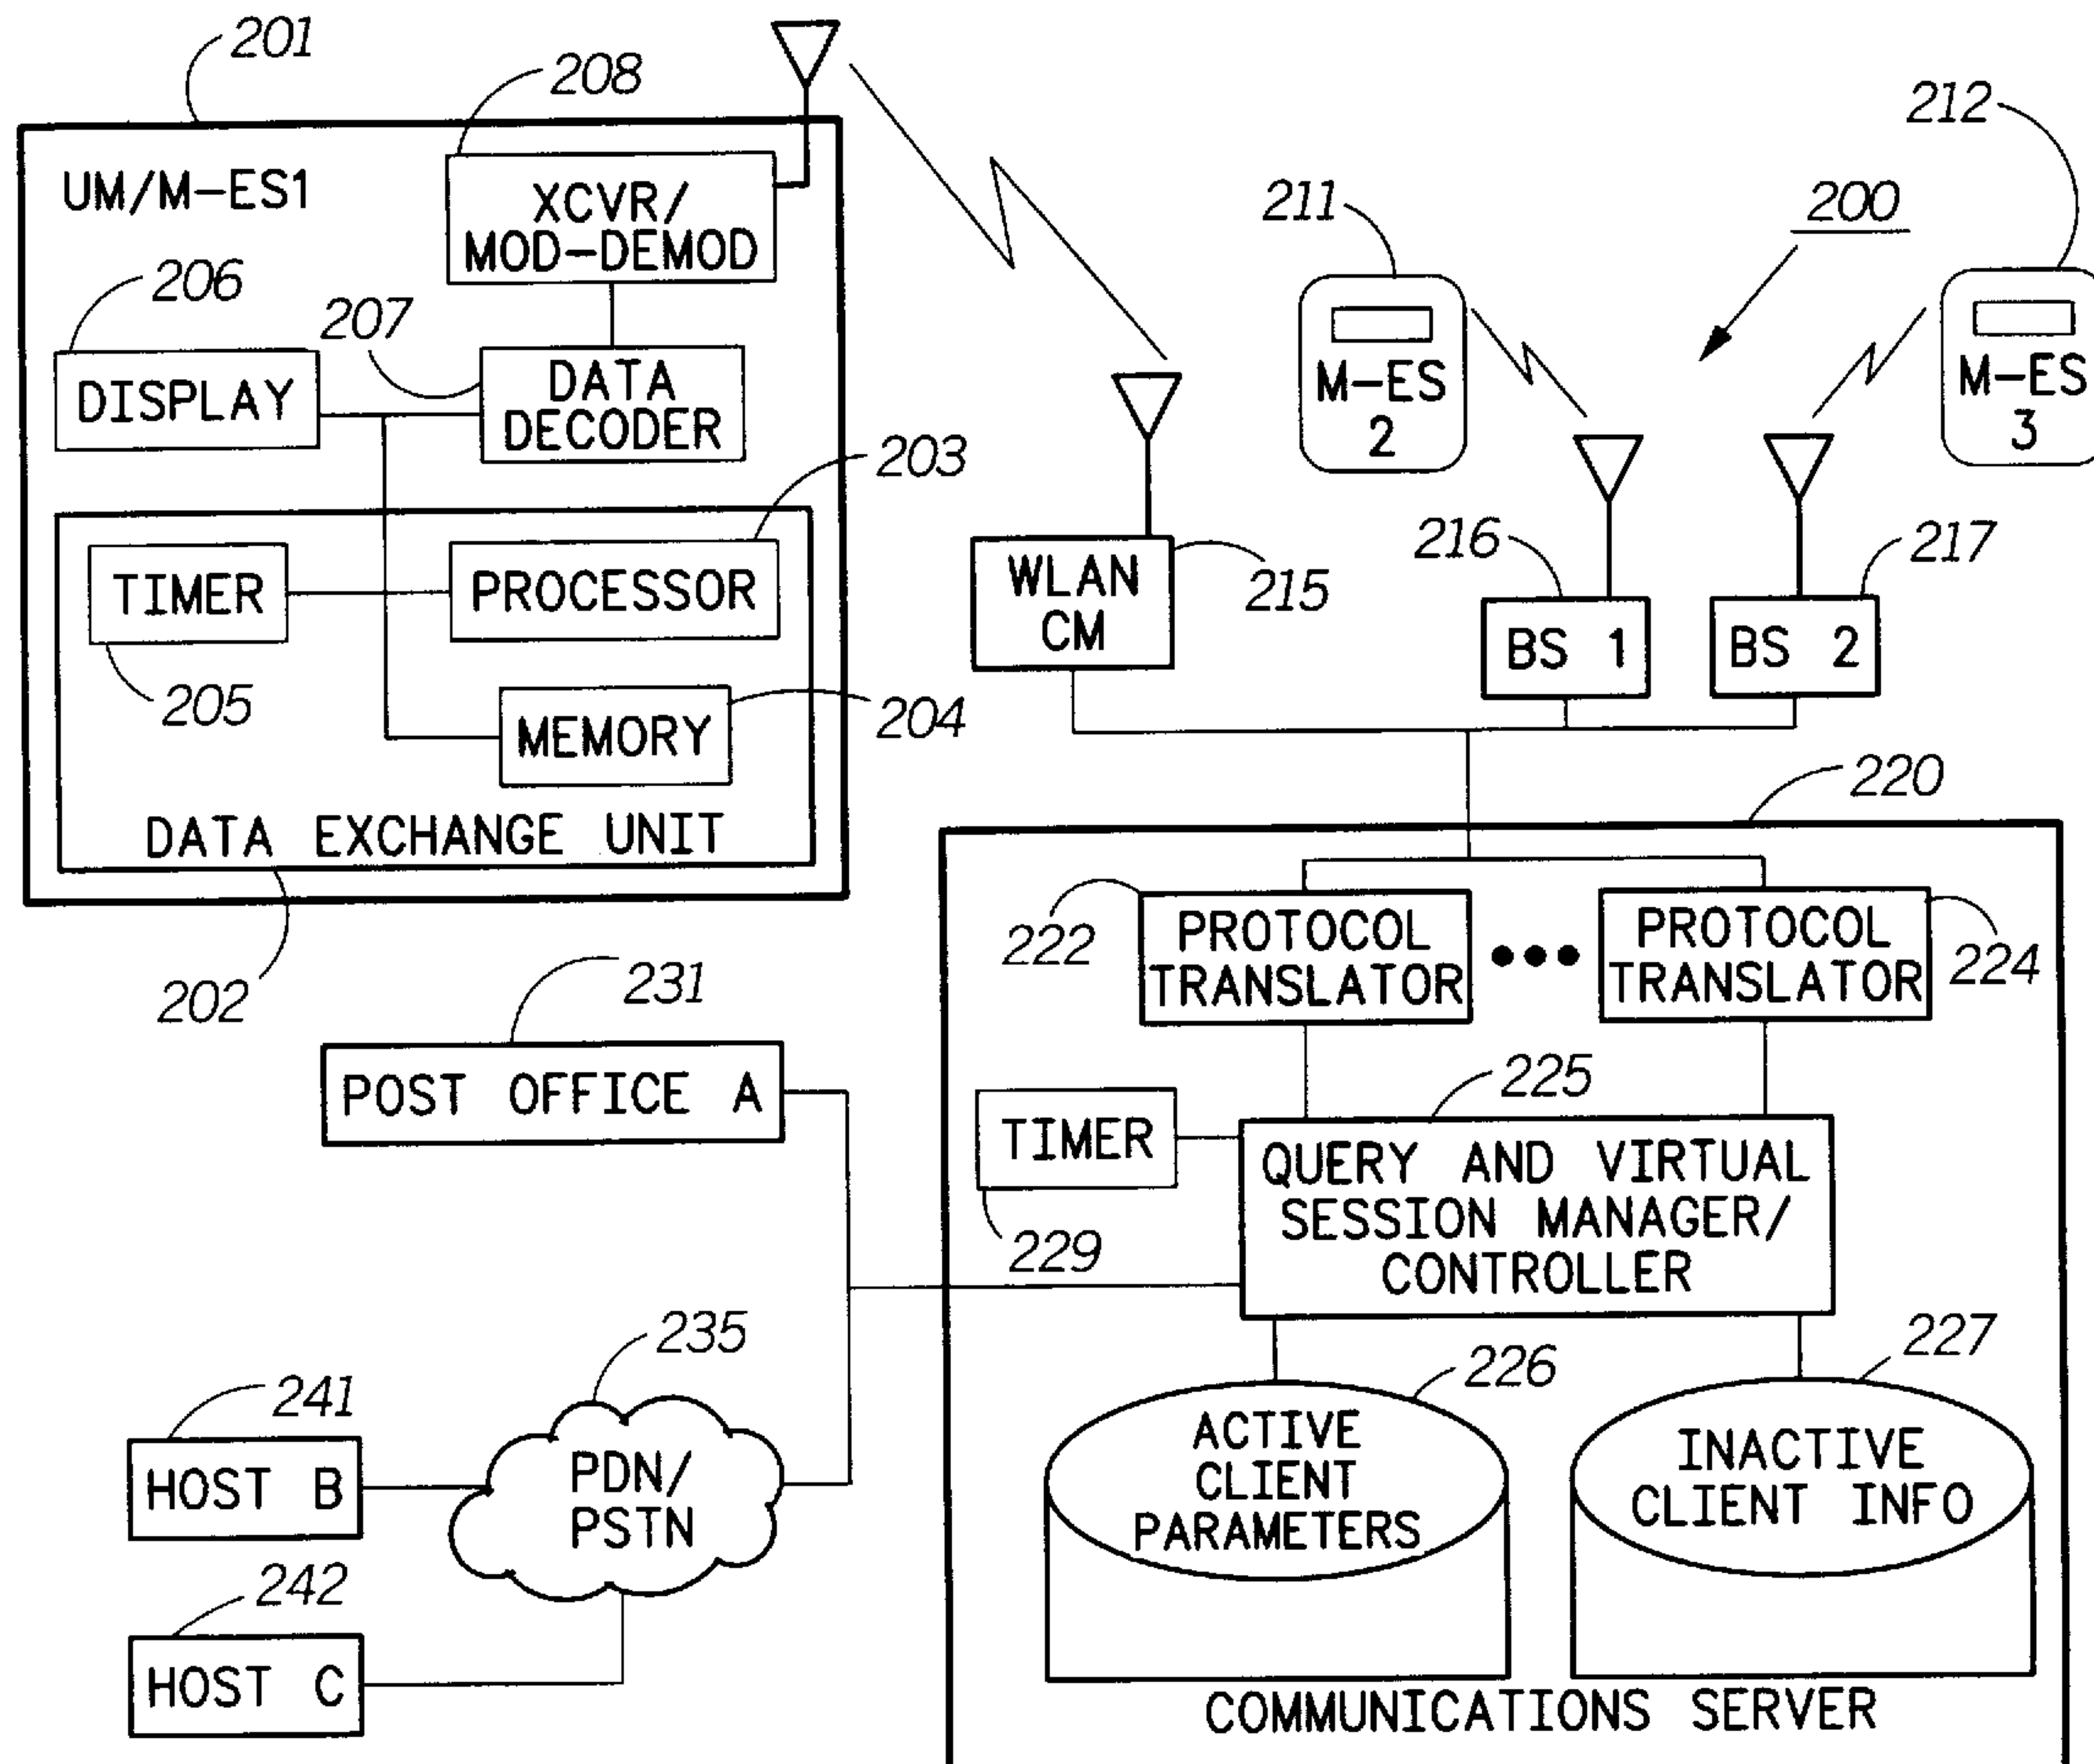 201
208
212
UM/M-ES1
XCVR/
MOD-DEMOD
211
200
206
207
DISPLAY
DATA
DECODER
M-ES
2
M-ES
3
203
TIMER
PROCESSOR
WLAN
CM
215
216
217
BS 1
BS 2
205
MEMORY
204
DATA EXCHANGE UNIT
220
202
222
PROTOCOL
TRANSLATOR
PROTOCOL
TRANSLATOR
224
231
POST OFFICE A
225
TIMER
229
QUERY AND VIRTUAL
SESSION MANAGER/
CONTROLLER
235
226
227
241
HOST B
PDN/
PSTN
ACTIVE
CLIENT
PARAMETERS
INACTIVE
CLIENT INFO
242
HOST C
COMMUNICATIONS SERVER